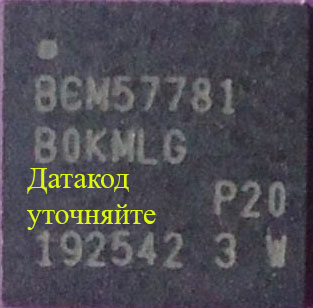 BCM57781
B0KMLG
Датакод
уточняйте
P20
192542 3 W